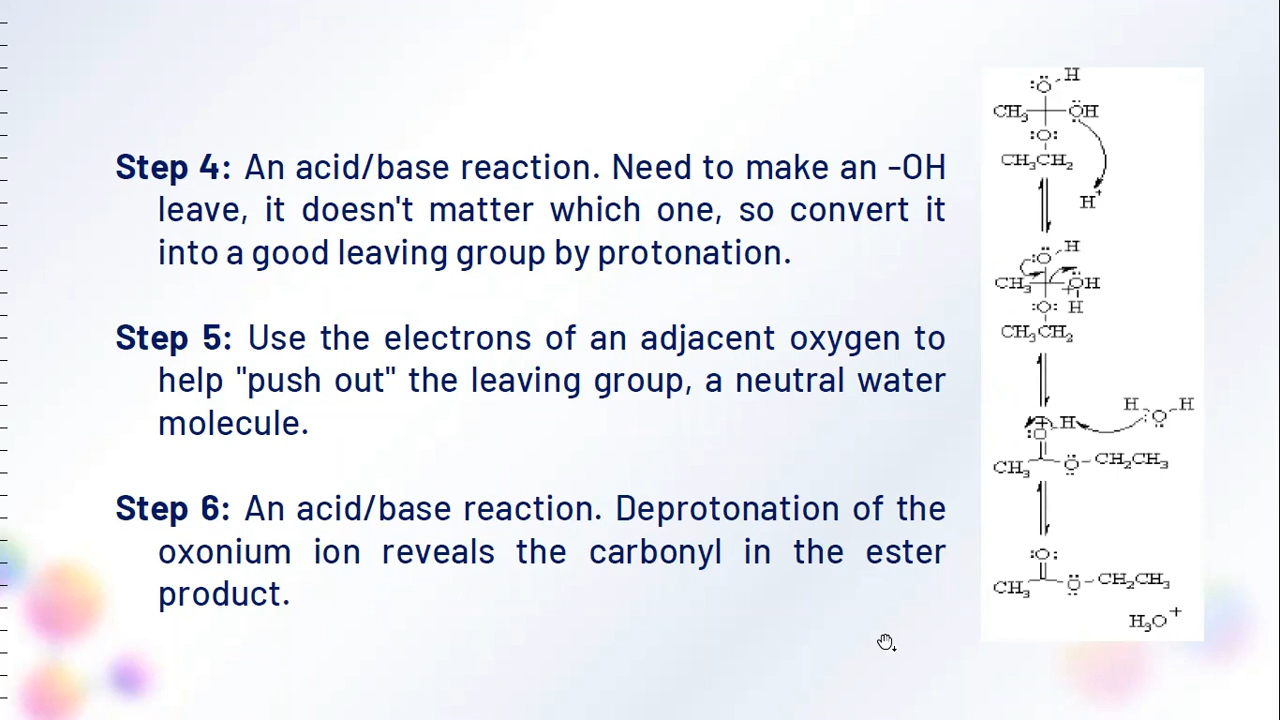 Step 4: An acid/base reaction. Need to make an -OH
leave, it doesn't matter which one, so convert it
into a good leaving group by protonation.
Step 5: Use the electrons of an adjacent oxygen to
help "push out" the leaving group, a neutral water
molecule.
Step 6: An acid/base reaction. Deprotonation of the
oxonium ion reveals the carbonyl in the ester
product.
:Ö H
CH₃ ÖH
:O:
CH₃CH₂
H⁺
:Ö H
CH₃ + ÖH
:O: H
CH₃CH₂
H Ö H
+ H
:O
CH₃ Ö CH₂CH₃
:O:
CH₃ Ö CH₂CH₃
H₃O⁺